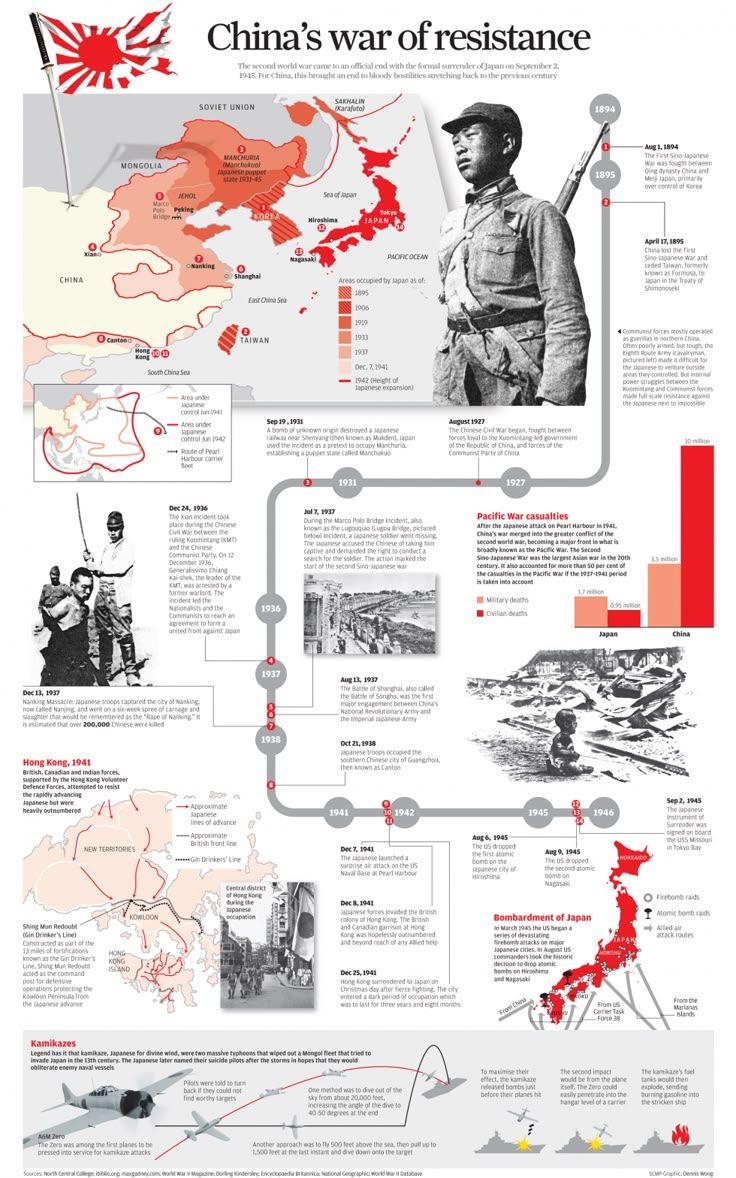 China's war of resistance
The second world war came to an official end with the formal surrender of Japan on September 2,
1945. For China, this brought an end to bloody hostilities stretching back to the previous century
SOVIET UNION
SAKHALIN
(Karafuto)
MONGOLIA
3
MANCHURIA
(Manchukuo)
Japanese puppet
state 1931-45
5
Marco
Polo
Bridge
JEHOL
Peking
1
KOREA
Sea of Japan
Hiroshima
12
Tokyo
JAPAN
14
13
Nagasaki
PACIFIC OCEAN
4
Xian
7
Nanking
6
Shanghai
CHINA
East China Sea
8
Canton
Hong
Kong
10
11
2
TAIWAN
South China Sea
Areas occupied by Japan as of:
1895
1906
1919
1933
1937
Dec. 7, 1941
1942 (Height of
Japanese expansion)
9
Area under
Japanese
control Jun 1941
Area under
Japanese
control Jun 1942
Route of Pearl
Harbour carrier
fleet
1894
1
Aug 1, 1894
The First Sino-Japanese
War was fought between
Qing dynasty China and
Meiji Japan, primarily
over control of Korea
1895
2
April 17, 1895
China lost the First
Sino-Japanese War and
ceded Taiwan, formerly
known as Formosa, to
Japan in the Treaty of
Shimonoseki
Communist forces mostly operated
as guerillas in northern China.
Often poorly armed, but tough, the
Eighth Route Army (cavalryman,
pictured left) made it difficult for
the Japanese to venture outside
areas they controlled. But internal
power struggles between the
Kuomintang and Communist forces
made full-scale resistance against
the Japanese next to impossible
Sep 19, 1931
A bomb of unknown origin destroyed a Japanese
railway near Shenyang (then known as Mukden), Japan
used the incident as a pretext to occupy Manchuria,
establishing a puppet state called Manchukuo
August 1927
The Chinese Civil War began, fought between
forces loyal to the Kuomintang-led government
of the Republic of China, and forces of the
Communist Party of China
3
1931
1927
Dec 24, 1936
The Xian Incident took
place during the Chinese
Civil War between the
ruling Kuomintang (KMT)
and the Chinese
Communist Party. On 12
December 1936,
Generalissimo Chiang
Kai-shek, the leader of the
KMT, was arrested by a
former warlord. The
incident led the
Nationalists and the
Communists to reach an
agreement to form a
united from against Japan
Jul 7, 1937
During the Marco Polo Bridge Incident, also
known as the Lugouqiao (Lugou Bridge, pictured
below) Incident, a Japanese soldier went missing.
The Japanese accused the Chinese of taking him
captive and demanded the right to conduct a
search for the soldier. The action marked the
start of the second Sino-Japanese war
Pacific War casualties
After the Japanese attack on Pearl Harbour in 1941,
China's war merged into the greater conflict of the
second world war, becoming a major front in what is
broadly known as the Pacific War. The Second
Sino-Japanese War was the largest Asian war in the 20th
century. It also accounted for more than 50 per cent of
the casualties in the Pacific War if the 1937-1941 period
is taken into account
Military deaths
Civilian deaths
1.7 million
0.95 million
3.5 million
10 million
Japan
China
1936
4
1937
5
6
7
1938
8
Dec 13, 1937
Nanking Massacre: Japanese troops captured the city of Nanking,
now called Nanjing, and went on a six-week spree of carnage and
slaughter that would be remembered as the "Rape of Nanking." It
is estimated that over 200,000 Chinese were killed
Aug 13, 1937
The Battle of Shanghai, also called
the Battle of Songhu, was the first
major engagement between China's
National Revolutionary Army and
the Imperial Japanese Army
Oct 21, 1938
Japanese troops occupied the
southern Chinese city of Guangzhou,
then known as Canton
Hong Kong, 1941
British, Canadian and Indian forces,
supported by the Hong Kong Volunteer
Defence Forces, attempted to resist
the rapidly advancing
Japanese but were
heavily outnumbered
Approximate
Japanese
lines of advance
Approximate
British front line
Gin Drinkers' Line
NEW TERRITORIES
KOWLOON
HONG
KONG
ISLAND
Shing Mun Redoubt
(Gin Drinker's Line)
Constructed as part of the
13 miles of fortifications
known as the Gin Drinker's
Line, Shing Mun Redoubt
acted as the command
post for defensive
operations protecting the
Kowloon Peninsula from
the Japanese advance
Central district
of Hong Kong
during the
Japanese
occupation
1941
9
10
11
1942
Dec 7, 1941
The Japanese launched a
surprise air attack on the US
Naval Base at Pearl Harbour
Dec 8, 1941
Japanese forces invaded the British
colony of Hong Kong. The British
and Canadian garrison at Hong
Kong was hopelessly outnumbered
and beyond reach of any Allied help
Dec 25, 1941
Hong Kong surrendered to Japan on
Christmas day after fierce fighting. The city
entered a dark period of occupation which
was to last for three years and eight months
1945
12
13
14
1946
Aug 6, 1945
The US dropped
the first atomic
bomb on the
Japanese city of
Hiroshima
Aug 9, 1945
The US dropped
the second atomic
bomb on
Nagasaki
Sep 2, 1945
The Japanese
Instrument of
Surrender was
signed on board
the USS Missouri
in Tokyo Bay
Bombardment of Japan
In March 1945 the US began a
series of devastating
firebomb attacks on major
Japanese cities. In August US
commanders took the historic
decision to drop atomic
bombs on Hiroshima
and Nagasaki
HOKKAIDO
JAPAN
HONSHU
KYUSHU
Firebomb raids
Atomic bomb raids
Allied air
attack routes
From China
From US
Carrier Task
Force 38
From the
Marianas
Islands
Kamikazes
Legend has it that kamikaze, Japanese for divine wind, were two massive typhoons that wiped out a Mongol fleet that tried to
invade Japan in the 13th century. The Japanese later named their suicide pilots after the storms in hopes that they would
obliterate enemy naval vessels
Pilots were told to turn
back if they could not
find worthy targets
One method was to dive out of the
sky from about 20,000 feet,
increasing the angle of the dive to
40-50 degrees at the end
A6M Zero
The Zero was among the first planes to be
pressed into service for kamikaze attacks
Another approach was to fly 500 feet above the sea, then pull up to
1,500 feet at the last instant and dive down onto the target
To maximise their
effect, the kamikaze
released bombs just
before their planes hit
The second impact
would be from the plane
itself. The Zero could
easily penetrate into the
hangar level of a carrier
The kamikaze's fuel
tanks would then
explode, sending
burning gasoline into
the stricken ship
Sources: North Central College; ibiblio.org; maxgadney.com; World War II Magazine; Dorling Kindersley; Encyclopaedia Britannica; National Geographic; World War II Database
SCMP Graphic: Dennis Wong